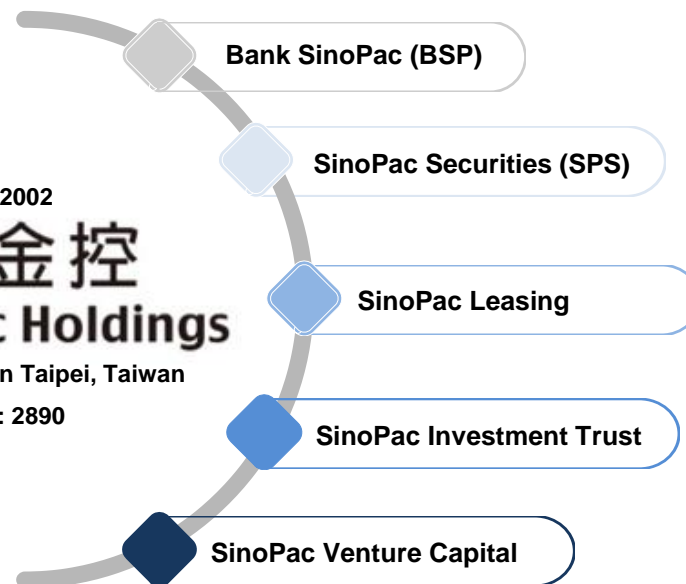 Bank SinoPac (BSP)
SinoPac Securities (SPS)
2002
金控
Holdings
SinoPac Leasing
Taipei, Taiwan
: 2890
SinoPac Investment Trust
SinoPac Venture Capital